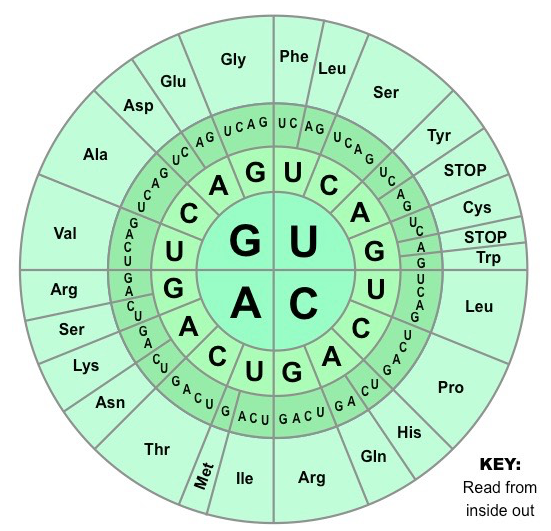 G U
A C
U C A G
U C A G
U C A G
U C A G
U C
A G
U C A G
U C
A G
U C
A
G
U C A G
U C A G
U C
A G
U C A G
U C A
G
U C A G
U C
A G
U C
A G
U C A G
U C A G
U C
A G
U C A G
Phe
Leu
Ser
Tyr
STOP
Cys
STOP
Trp
Leu
Pro
His
Gln
Arg
Ile
Met
Thr
Asn
Lys
Ser
Arg
Val
Ala
Asp
Glu
Gly
KEY:
Read from
inside out